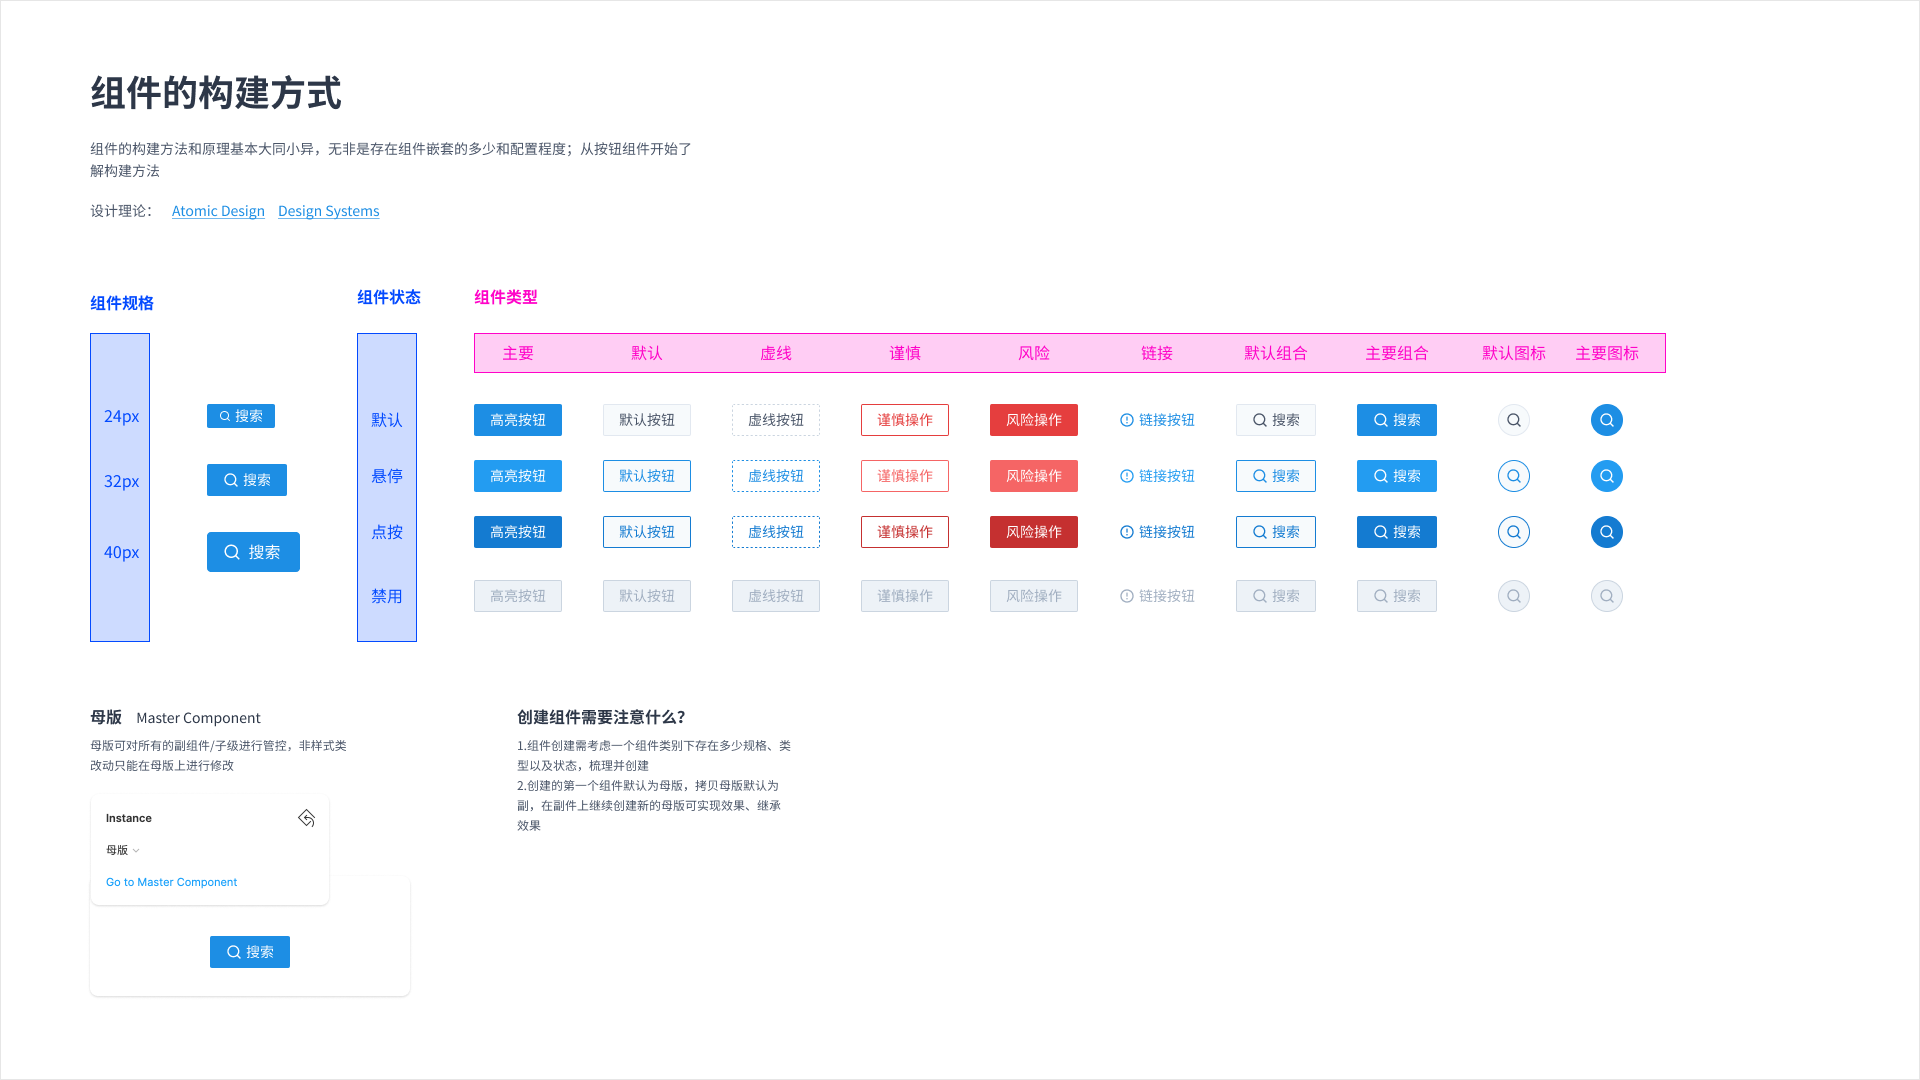 组件的构建方式
组件的构建方法和原理基本大同小异，无非是存在组件嵌套的多少和配置程度；从按钮组件开始了
解构建方法
设计理论： Atomic Design Design Systems
组件规格
24px 搜索
32px 搜索
40px 搜索
组件状态
组件类型
主要 默认 虚线 谨慎 风险 链接 默认组合 主要组合 默认图标 主要图标
默认 高亮按钮 默认按钮 虚线按钮 谨慎操作 风险操作 链接按钮 搜索 搜索
悬停 高亮按钮 默认按钮 虚线按钮 谨慎操作 风险操作 链接按钮 搜索 搜索
点按 高亮按钮 默认按钮 虚线按钮 谨慎操作 风险操作 链接按钮 搜索 搜索
禁用 高亮按钮 默认按钮 虚线按钮 谨慎操作 风险操作 链接按钮 搜索 搜索
母版 Master Component
母版可对所有的副组件/子级进行管控，非样式类
改动只能在母版上进行修改
Instance
母版
Go to Master Component
搜索
创建组件需要注意什么？
1.组件创建需考虑一个组件类别下存在多少规格、类
型以及状态，梳理并创建
2.创建的第一个组件默认为母版，拷贝母版默认为
副，在副件上继续创建新的母版可实现效果、继承
效果